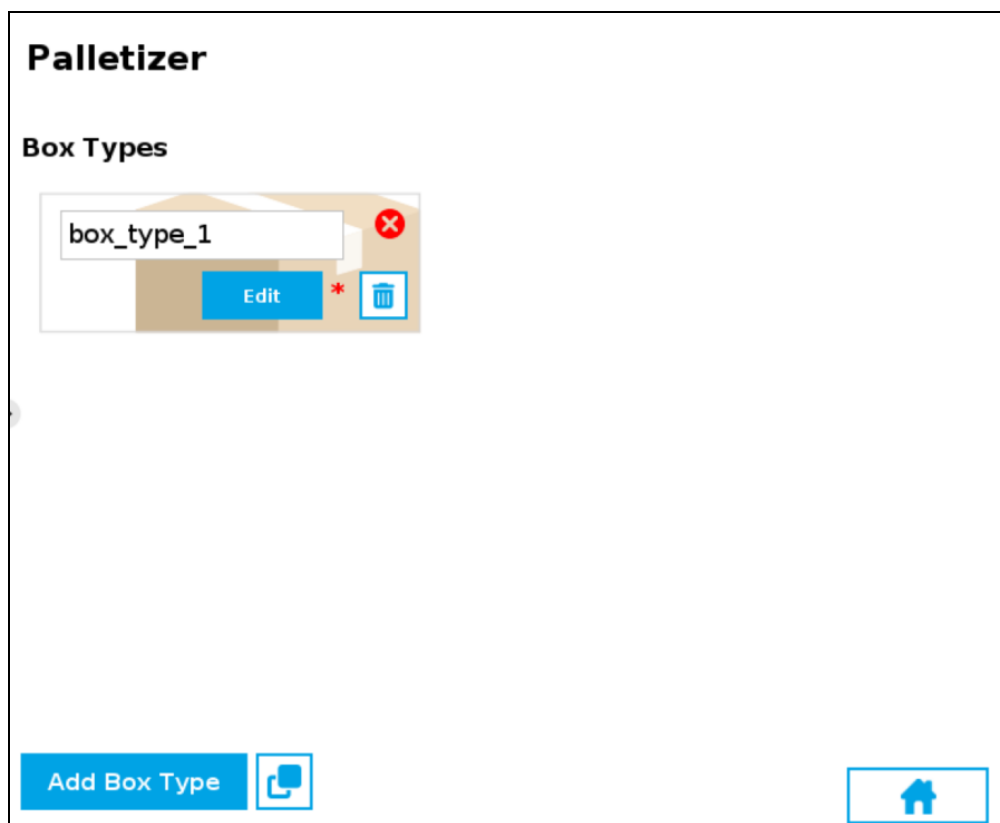 Palletizer
Box Types
box_type_1
Edit *
Add Box Type